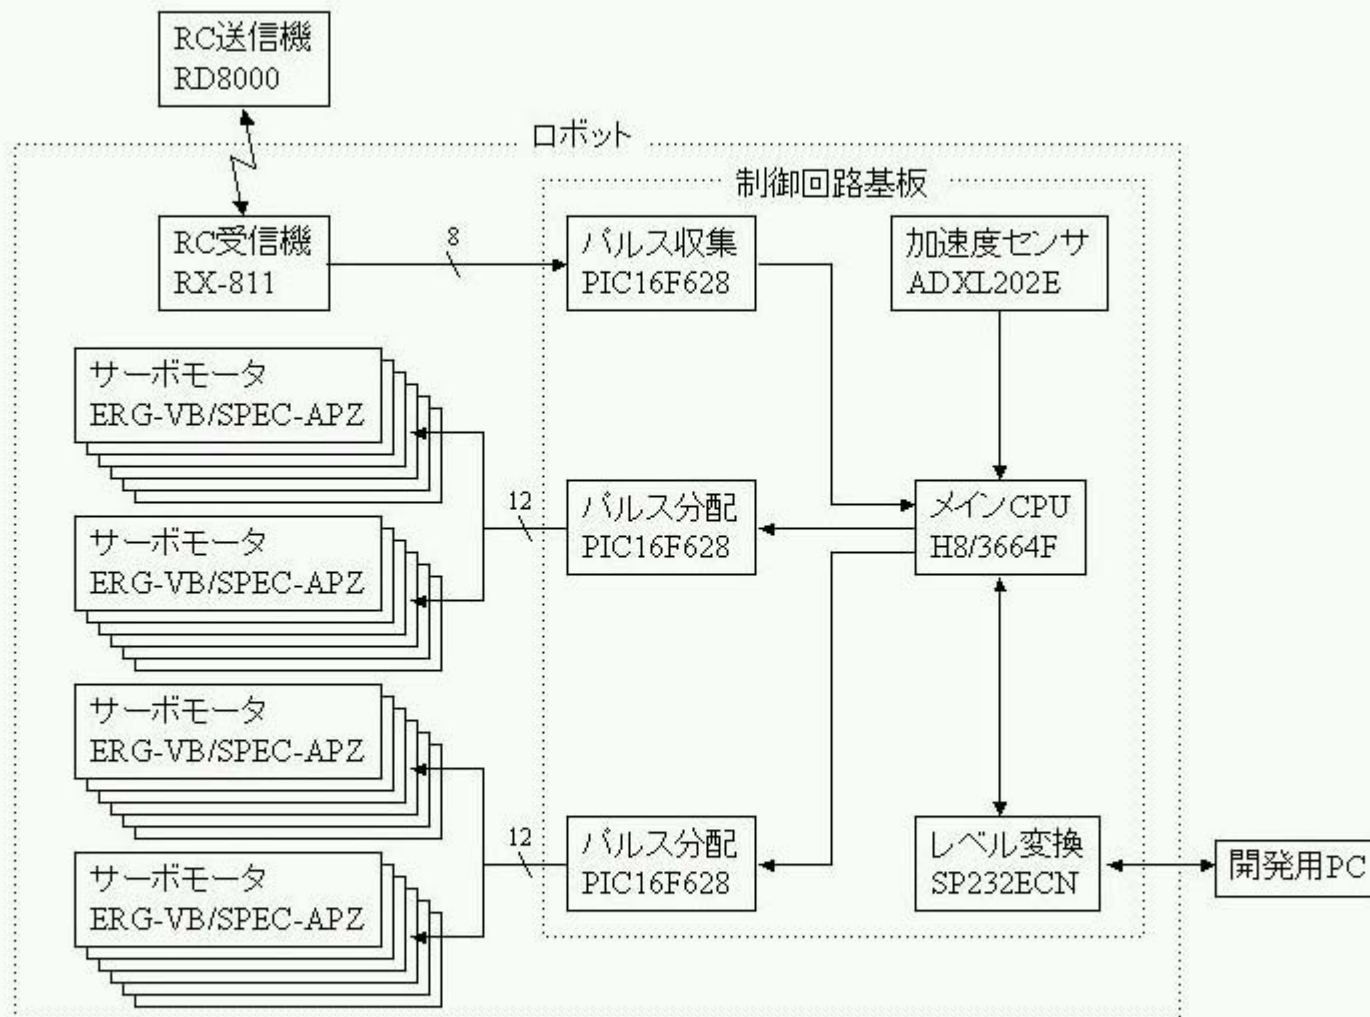 RC送信機
RD8000
ロボット
制御回路基板
RC受信機
RX-811
8
パルス収集
PIC16F628
加速度センサ
ADXL202E
サーボモータ
ERG-VB/SPEC-APZ
サーボモータ
ERG-VB/SPEC-APZ
12
パルス分配
PIC16F628
メインCPU
H8/3664F
サーボモータ
ERG-VB/SPEC-APZ
サーボモータ
ERG-VB/SPEC-APZ
12
パルス分配
PIC16F628
レベル変換
SP232ECN
開発用PC